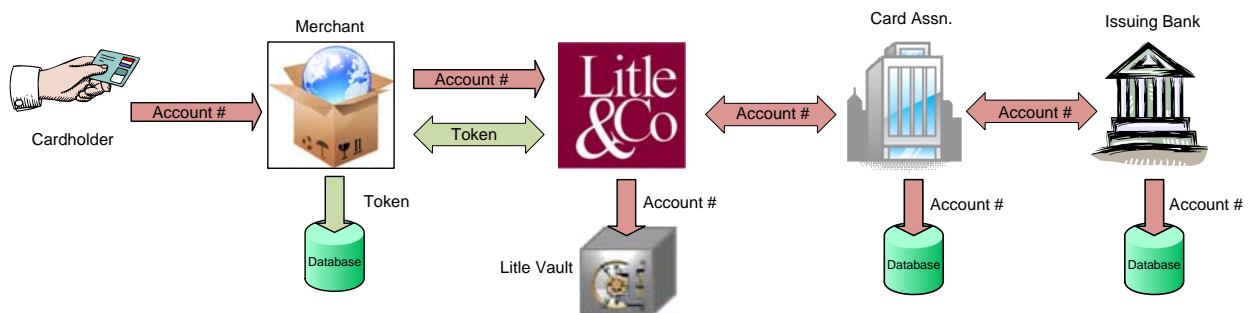 Merchant
Card Assn.
Issuing Bank
Cardholder
Account #
Account #
Token
Litle
&Co
Account #
Account #
Token
Account #
Account #
Account #
Database
Litle Vault
Database
Database